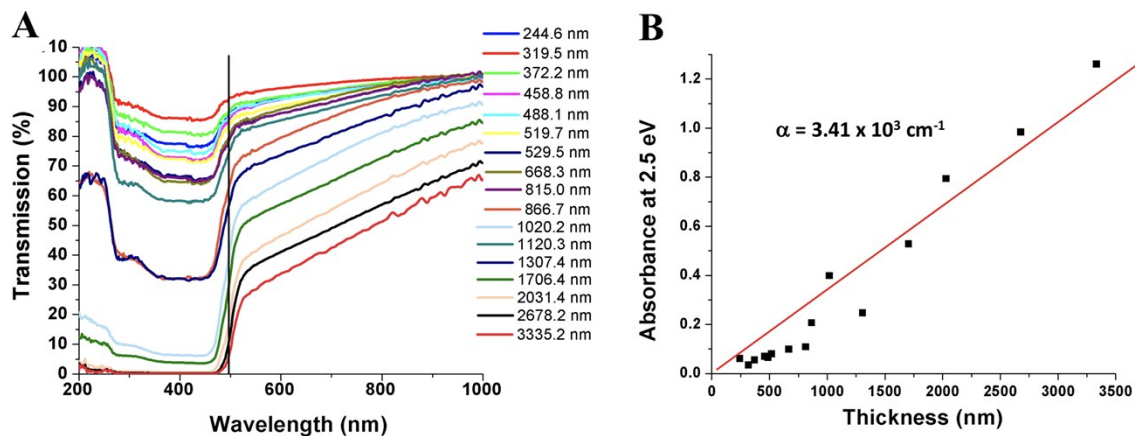 A
Transmission (%)
10
100
90
80
70
60
50
40
30
20
10
0
200
400
600
800
1000
Wavelength (nm)
244.6 nm
319.5 nm
372.2 nm
458.8 nm
488.1 nm
519.7 nm
529.5 nm
668.3 nm
815.0 nm
866.7 nm
1020.2 nm
1120.3 nm
1307.4 nm
1706.4 nm
2031.4 nm
2678.2 nm
3335.2 nm
B
Absorbance at 2.5 eV
1.2
1.0
0.8
0.6
0.4
0.2
0.0
α = 3.41 x 10³ cm⁻¹
0
500
1000
1500
2000
2500
3000
3500
Thickness (nm)